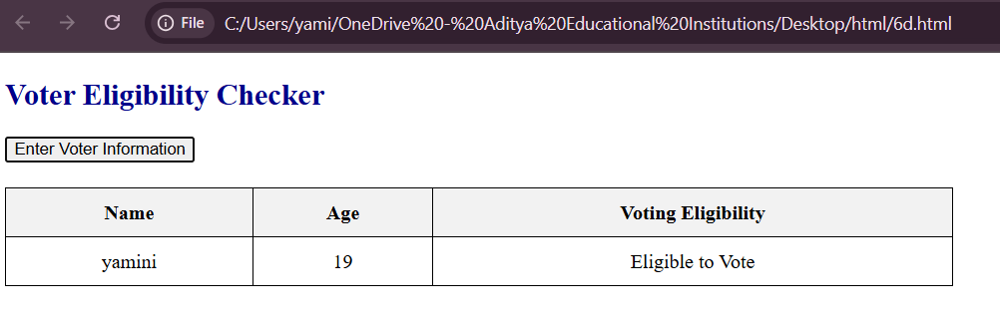 File C:/Users/yami/OneDrive%20-%20Aditya%20Educational%20Institutions/Desktop/html/6d.html
Voter Eligibility Checker
Enter Voter Information
Name Age Voting Eligibility
yamini 19 Eligible to Vote